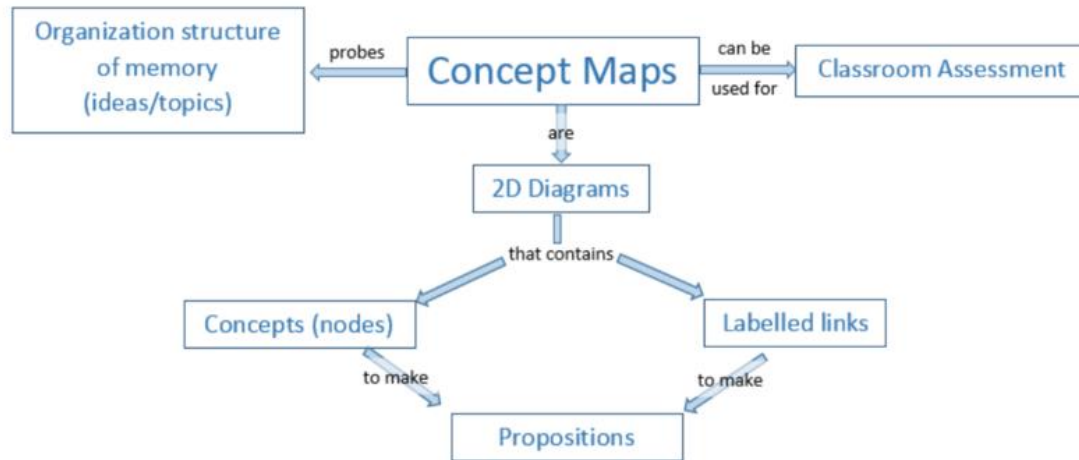 Organization structure
of memory
(ideas/topics)
probes
Concept Maps
can be
used for
Classroom Assessment
are
2D Diagrams
that contains
Concepts (nodes)
Labelled links
to make
to make
Propositions